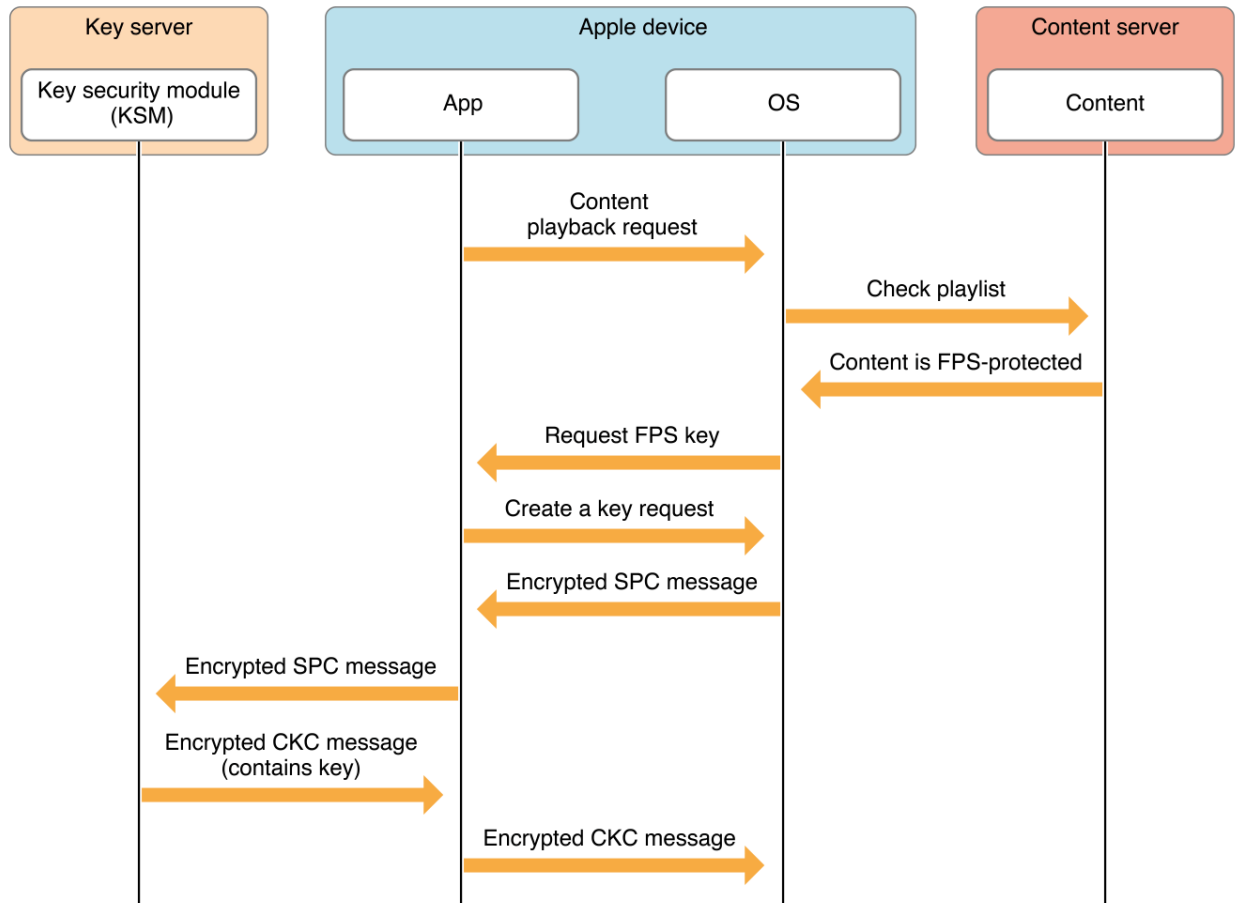 Key server
Apple device
Content server
Key security module
(KSM)
App
OS
Content
Content
playback request
Check playlist
Content is FPS-protected
Request FPS key
Create a key request
Encrypted SPC message
Encrypted SPC message
Encrypted CKC message
(contains key)
Encrypted CKC message